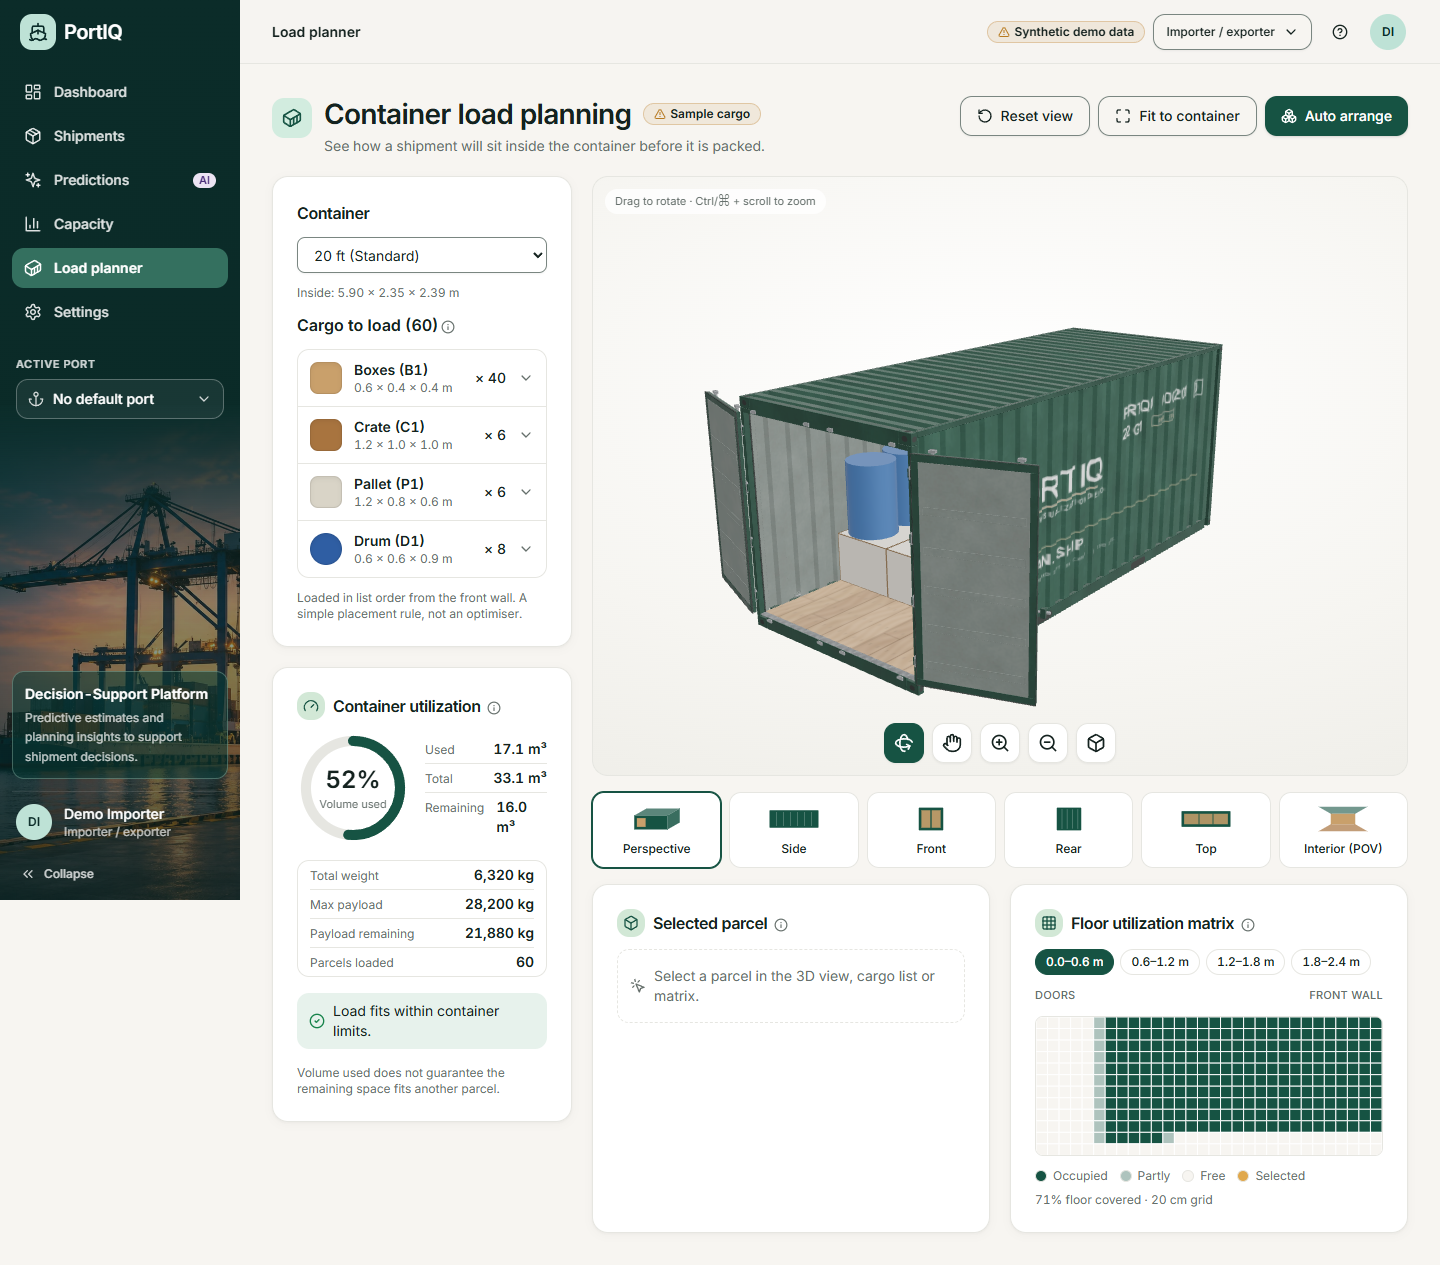 PortIQ
Dashboard
Shipments
Predictions AI
Capacity
Load planner
Settings
ACTIVE PORT
No default port
Decision-Support Platform
Predictive estimates and
planning insights to support
shipment decisions.
DI
Demo Importer
Importer / exporter
Collapse
Load planner
Synthetic demo data
Importer / exporter
DI
Container load planning
Sample cargo
See how a shipment will sit inside the container before it is packed.
Reset view
Fit to container
Auto arrange
Container
20 ft (Standard)
Inside: 5.90 × 2.35 × 2.39 m
Cargo to load (60)
Boxes (B1)
0.6 × 0.4 × 0.4 m
× 40
Crate (C1)
1.2 × 1.0 × 1.0 m
× 6
Pallet (P1)
1.2 × 0.8 × 0.6 m
× 6
Drum (D1)
0.6 × 0.6 × 0.9 m
× 8
Loaded in list order from the front wall. A
simple placement rule, not an optimiser.
Container utilization
52%
Volume used
Used 17.1 m³
Total 33.1 m³
Remaining 16.0
m³
Total weight 6,320 kg
Max payload 28,200 kg
Payload remaining 21,880 kg
Parcels loaded 60
Load fits within container
limits.
Volume used does not guarantee the
remaining space fits another parcel.
Drag to rotate · Ctrl/⌘ + scroll to zoom
RTIQ
Perspective
Side
Front
Rear
Top
Interior (POV)
Selected parcel
Select a parcel in the 3D view, cargo list or
matrix.
Floor utilization matrix
0.0–0.6 m
0.6–1.2 m
1.2–1.8 m
1.8–2.4 m
DOORS FRONT WALL
Occupied Partly Free Selected
71% floor covered · 20 cm grid